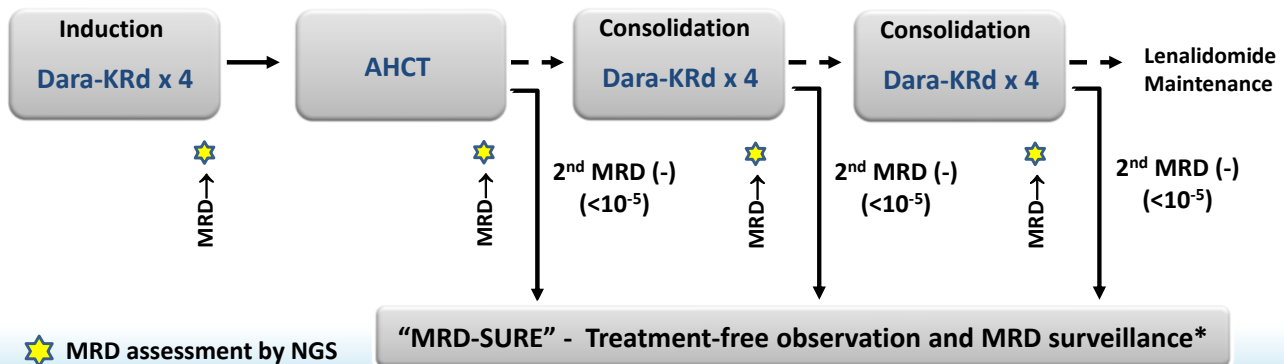 Induction
Dara-KRd x 4
AHCT
Consolidation
Dara-KRd x 4
Consolidation
Dara-KRd x 4
Lenalidomide
Maintenance
MRD→
MRD→
2nd MRD (-)
(<10-5)
MRD→
2nd MRD (-)
(<10-5)
MRD→
2nd MRD (-)
(<10-5)
“MRD-SURE” - Treatment-free observation and MRD surveillance*
MRD assessment by NGS